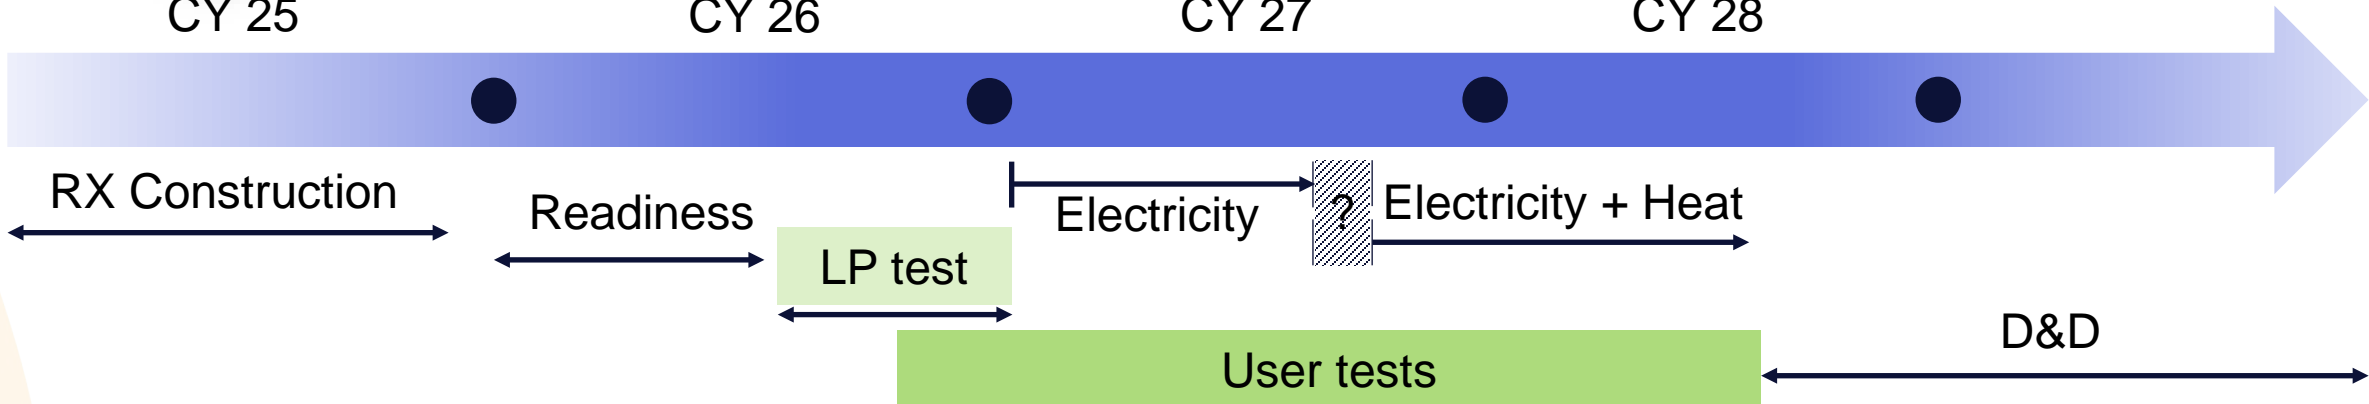 CY 25
CY 26
CY 27
CY 28
RX Construction
Readiness
LP test
Electricity
?
Electricity + Heat
User tests
D&D